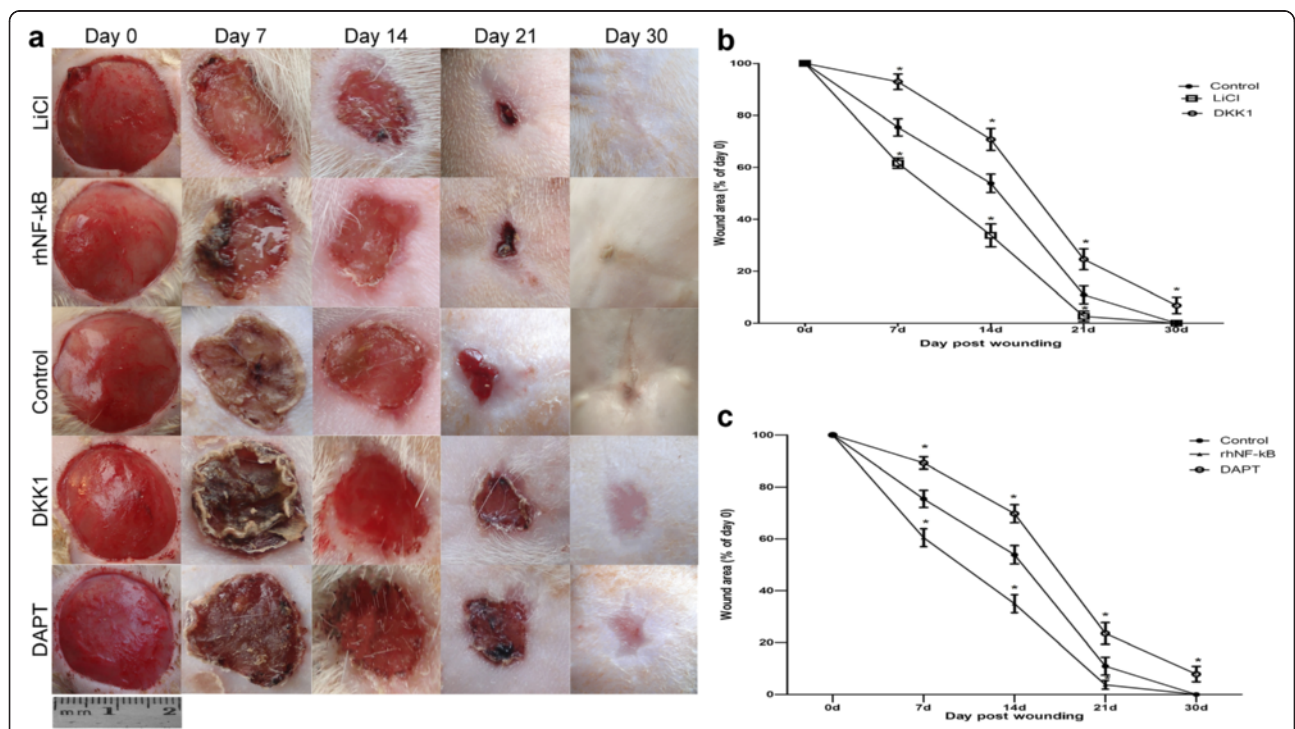 a
Day 0 Day 7 Day 14 Day 21 Day 30
LiCl
rhNF-kB
Control
DKK1
DAPT
mm 1 2
b
Wound area (% of day 0)
100
80
60
40
20
0
0d 7d 14d 21d 30d
Day post wounding
Control
LiCl
DKK1
* * * *
* * *
c
Wound area (% of day 0)
100
80
60
40
20
0
0d 7d 14d 21d 30d
Day post wounding
Control
rhNF-kB
DAPT
* * * *
* * *